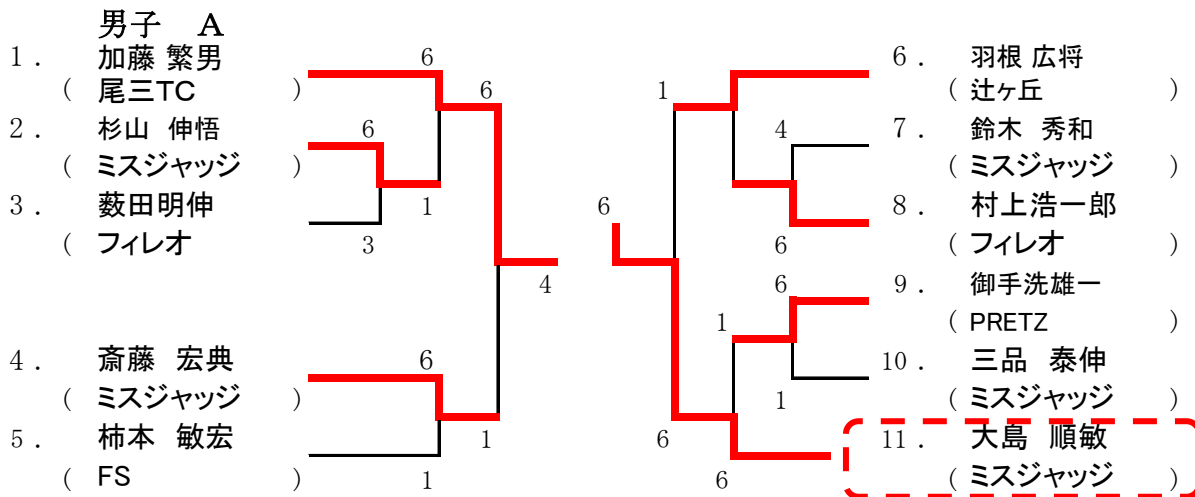 男子 A
1. 加藤 繁男
( 尾三TC )
2. 杉山 伸悟
( ミスジャッジ )
3. 薮田明伸
( フィレオ )
4. 斎藤 宏典
( ミスジャッジ )
5. 柿本 敏宏
( FS )
6
6
6
1
3
4
6
1
1
6. 羽根 広将
( 辻ヶ丘 )
7. 鈴木 秀和
( ミスジャッジ )
8. 村上浩一郎
( フィレオ )
9. 御手洗雄一
( PRETZ )
10. 三品 泰伸
( ミスジャッジ )
11. 大島 順敏
( ミスジャッジ )
1
4
6
6
6
1
1
6
6